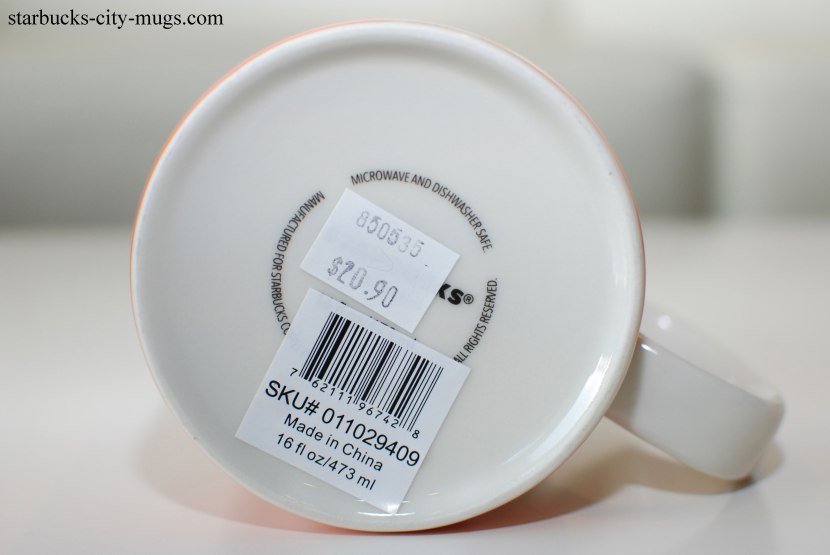 starbucks-city-mugs.com
MICROWAVE AND DISHWASHER SAFE.
MANUFACTURED FOR STARBUCKS CO
850535
$20.90
KS®
ALL RIGHTS RESERVED.
7 62111 96742 8
SKU# 011029409
Made in China
16 fl oz/473 ml